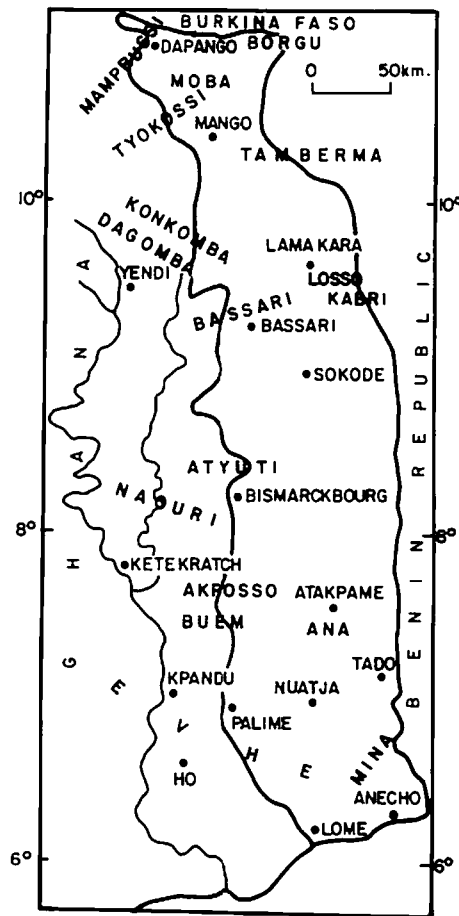 BURKINA FASO
DAPANGO BORGU
MAMPRUSSI
MOBA
0 50km.
TYOKOSSI
MANGO
TAMBERMA
10° 10°
KONKOMBA
DAGOMBA
YENDI
LAMA KARA
LOSSO
KABRI
BASSARI
BASSARI
SOKODE
GHANA
BENIN REPUBLIC
ATYUTI
BISMARCKBOURG
NAURI
8° 8°
KETEKRATCH
AKPOSSO
ATAKPAME
BUEM
ANA
TADO
KPANDU
NUATJA
PALIME
EVHE
MINA
HO
ANECHO
LOME
6° 6°